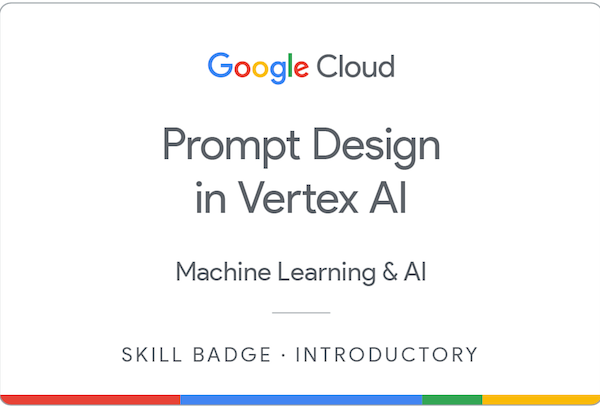 Google Cloud
Prompt Design
in Vertex AI
Machine Learning & AI
SKILL BADGE · INTRODUCTORY